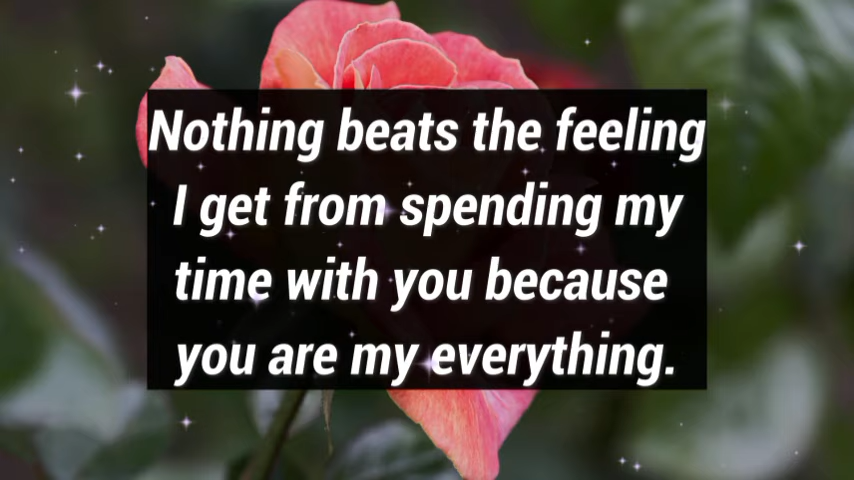 Nothing beats the feeling
I get from spending my
time with you because
you are my everything.